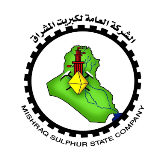 الشركة العامة لكبريت المشراق
MISHRAQ SULPHUR STATE COMPANY